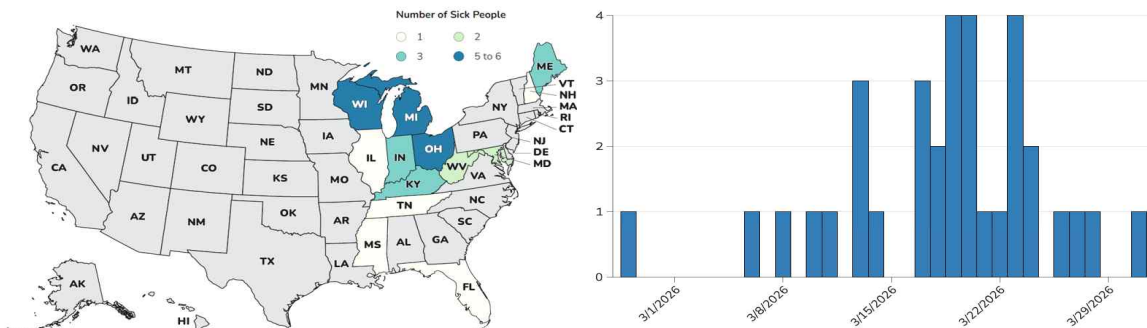 Number of Sick People
1
2
3
5 to 6
WA
OR
CA
NV
ID
MT
WY
UT
AZ
CO
NM
ND
SD
NE
KS
OK
TX
MN
IA
MO
AR
LA
WI
IL
MI
IN
OH
KY
TN
MS
AL
GA
FL
SC
NC
VA
WV
PA
NY
ME
VT
NH
MA
RI
CT
NJ
DE
MD
AK
HI
4
3
2
1
0
3/1/2026
3/8/2026
3/15/2026
3/22/2026
3/29/2026